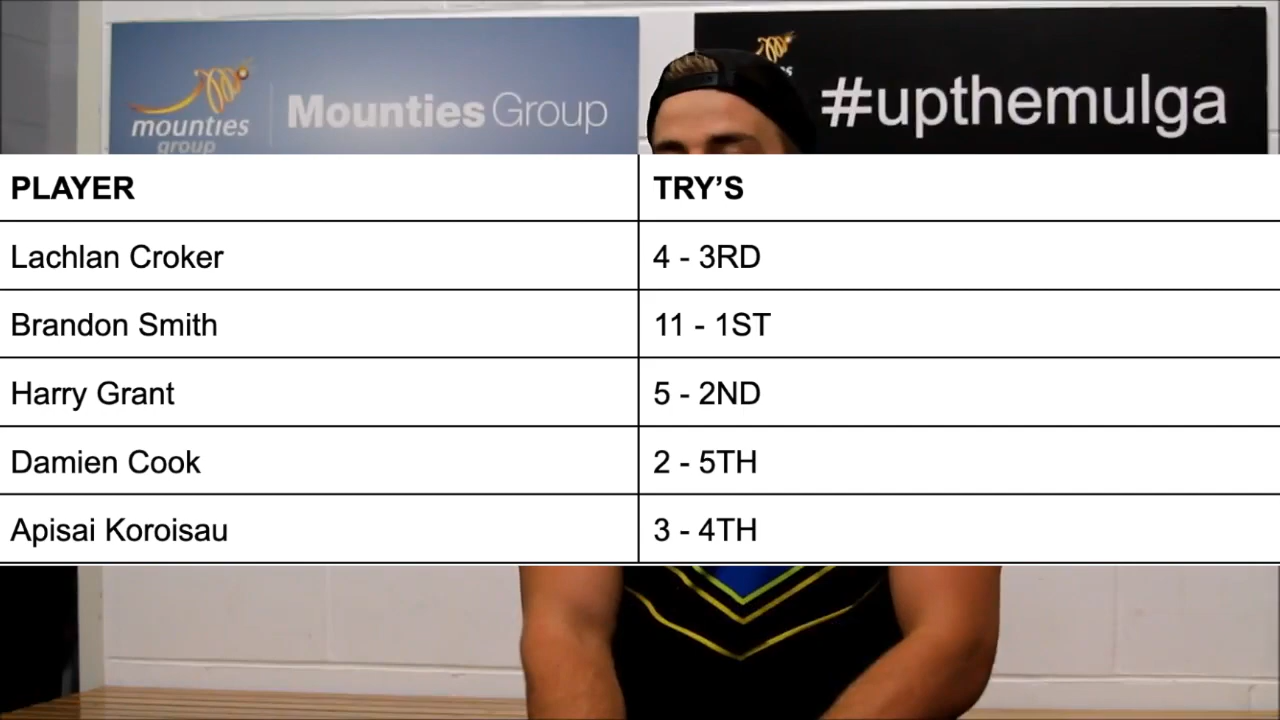 mounties
group
Mounties Group
#upthemulga
PLAYER TRY’S
Lachlan Croker 4 - 3RD
Brandon Smith 11 - 1ST
Harry Grant 5 - 2ND
Damien Cook 2 - 5TH
Apisai Koroisau 3 - 4TH